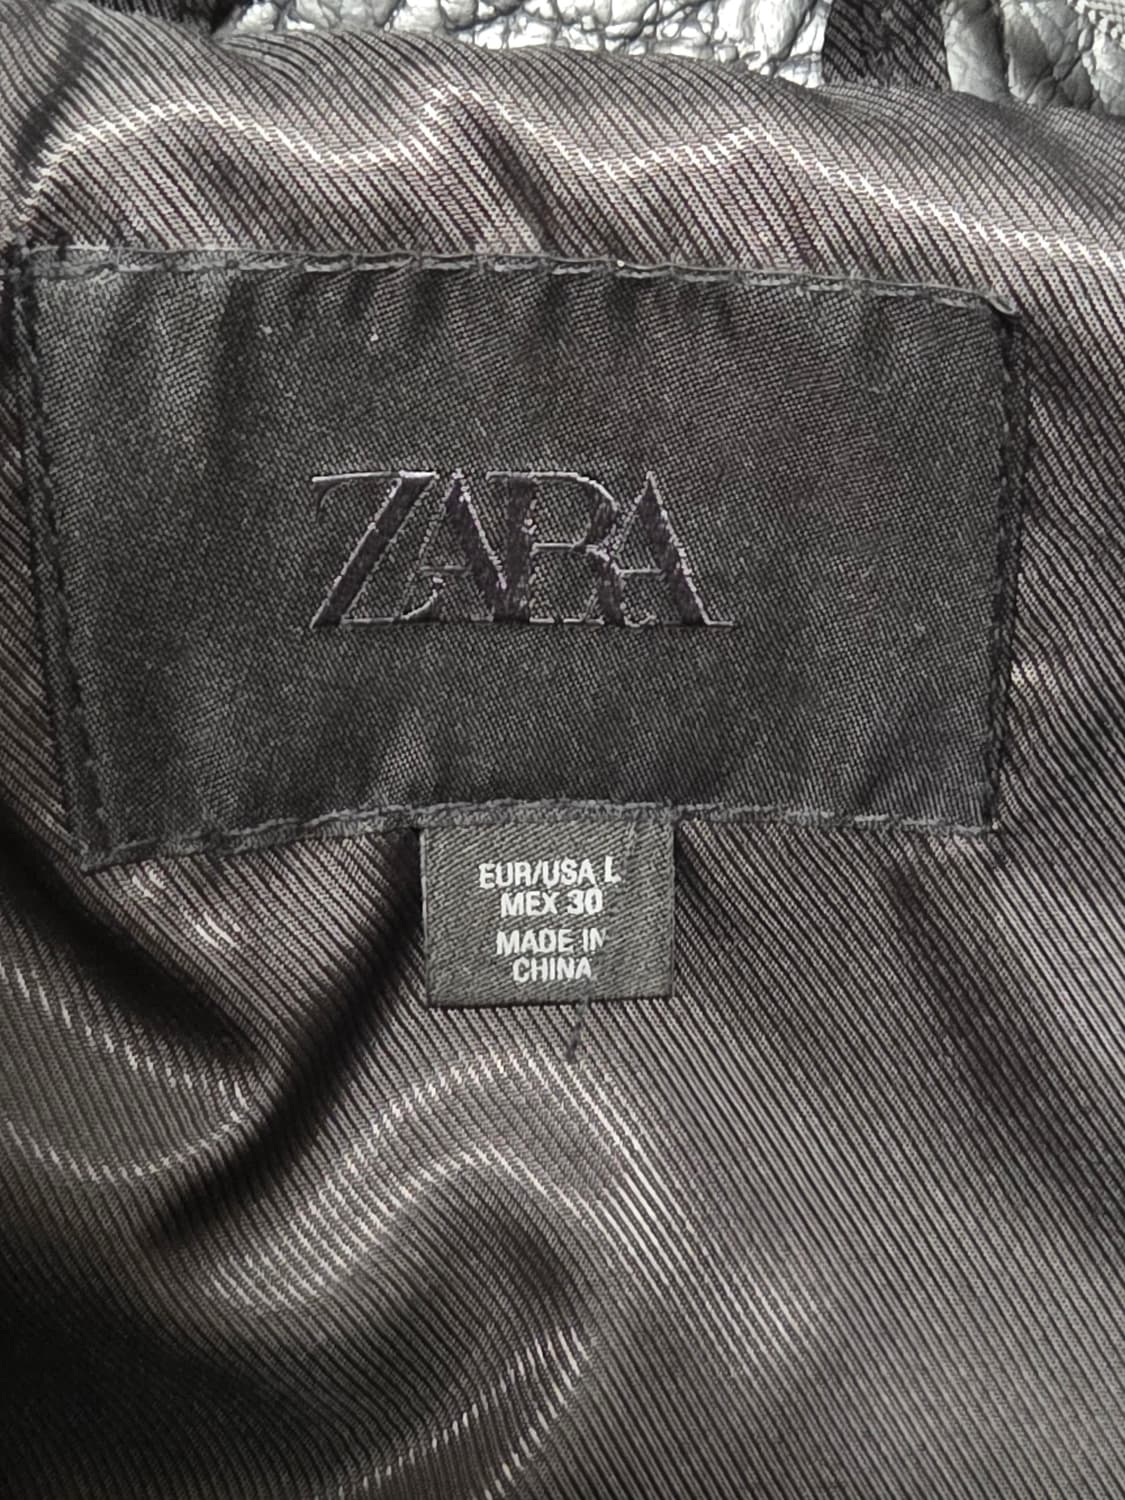 ZARA
EUR/USA L
MEX 30
MADE IN
CHINA